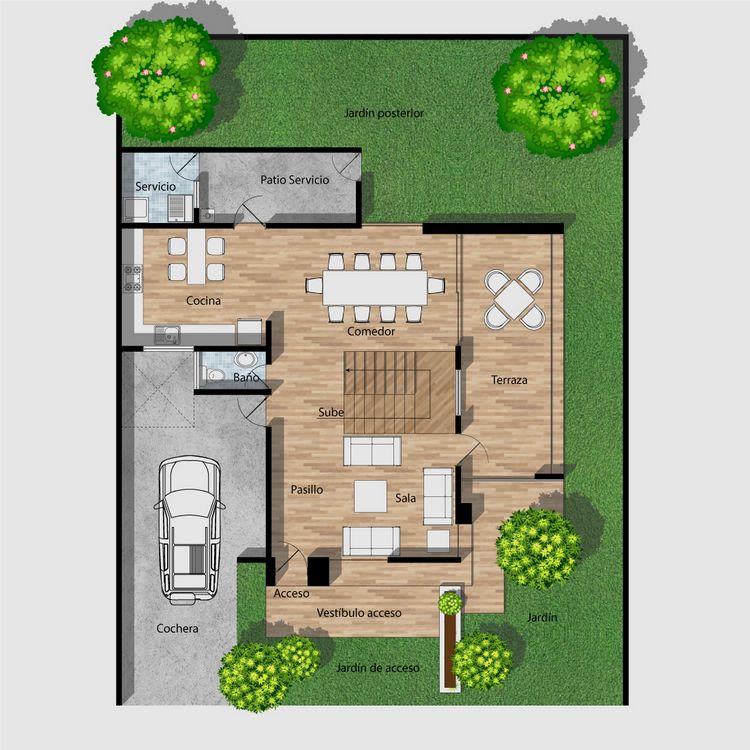 Jardín posterior
Patio Servicio
Servicio
Cocina
Comedor
Baño
Terraza
Sube
Pasillo
Sala
Acceso
Vestíbulo acceso
Cochera
Jardín
Jardín de acceso